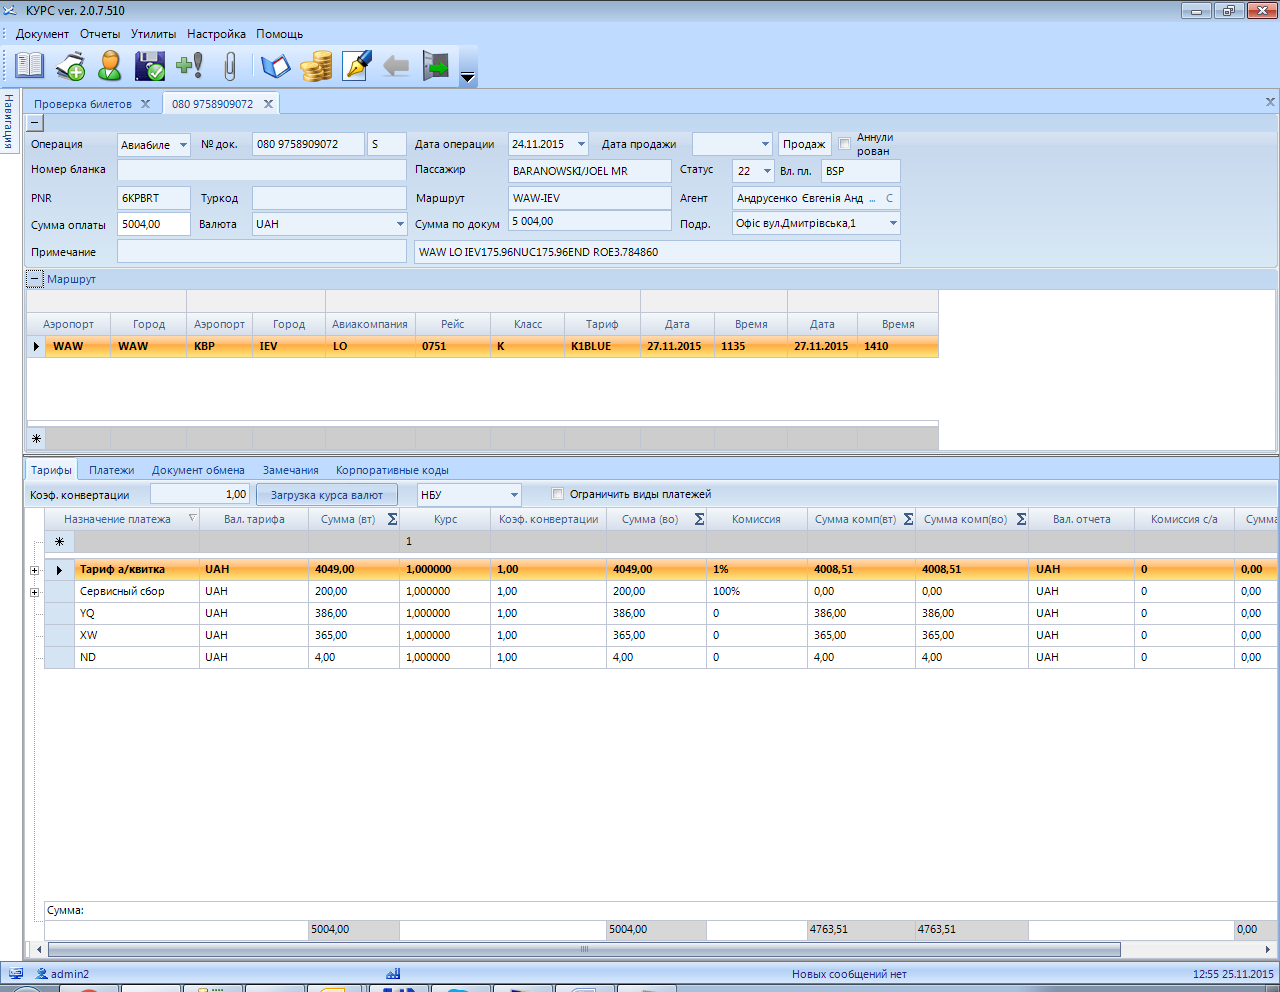 КУРС ver. 2.0.7.510
Документ Отчеты Утилиты Настройка Помощь
Навигация
Проверка билетов 080 9758909072
Операция Авиабиле № док. 080 9758909072 S Дата операции 24.11.2015 Дата продажи Продаж Аннули
рован
Номер бланка Пассажир BARANOWSKI/JOEL MR Статус 22 Вл. пл. BSP
PNR 6KPBRT Туркод Маршрут WAW-IEV Агент Андрусенко Євгенія Анд ... C
Сумма оплаты 5004,00 Валюта UAH Сумма по докум 5 004,00 Подр. Офіс вул.Дмитрівська,1
Примечание WAW LO IEV175.96NUC175.96END ROE3.784860
Маршрут
Аэропорт Город Аэропорт Город Авиакомпания Рейс Класс Тариф Дата Время Дата Время
WAW WAW KBP IEV LO 0751 K K1BLUE 27.11.2015 1135 27.11.2015 1410
Тарифы Платежи Документ обмена Замечания Корпоративные коды
Коэф. конвертации 1,00 Загрузка курса валют НБУ Ограничить виды платежей
Назначение платежа Вал. тарифа Сумма (вт) Σ Курс Коэф. конвертации Сумма (во) Σ Комиссия Сумма комп(вт) Σ Сумма комп(во) Σ Вал. отчета Комиссия с/а Сумма
1
Тариф а/квитка UAH 4049,00 1,000000 1,00 4049,00 1% 4008,51 4008,51 UAH 0 0,00
Сервисный сбор UAH 200,00 1,000000 1,00 200,00 100% 0,00 0,00 UAH 0 0,00
YQ UAH 386,00 1,000000 1,00 386,00 0 386,00 386,00 UAH 0 0,00
XW UAH 365,00 1,000000 1,00 365,00 0 365,00 365,00 UAH 0 0,00
ND UAH 4,00 1,000000 1,00 4,00 0 4,00 4,00 UAH 0 0,00
Сумма:
5004,00 5004,00 4763,51 4763,51 0,00
admin2 Новых сообщений нет 12:55 25.11.2015